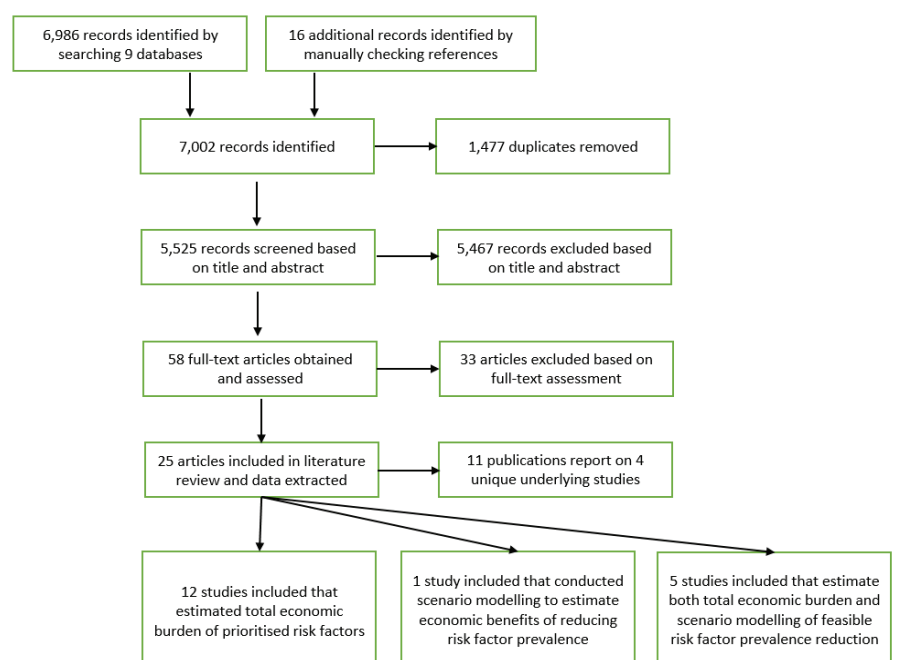 6,986 records identified by
searching 9 databases
16 additional records identified by
manually checking references
7,002 records identified
1,477 duplicates removed
5,525 records screened based
on title and abstract
5,467 records excluded based
on title and abstract
58 full-text articles obtained
and assessed
33 articles excluded based on
full-text assessment
25 articles included in literature
review and data extracted
11 publications report on 4
unique underlying studies
12 studies included that
estimated total economic
burden of prioritised risk factors
1 study included that conducted
scenario modelling to estimate
economic benefits of reducing
risk factor prevalence
5 studies included that estimate
both total economic burden and
scenario modelling of feasible
risk factor prevalence reduction